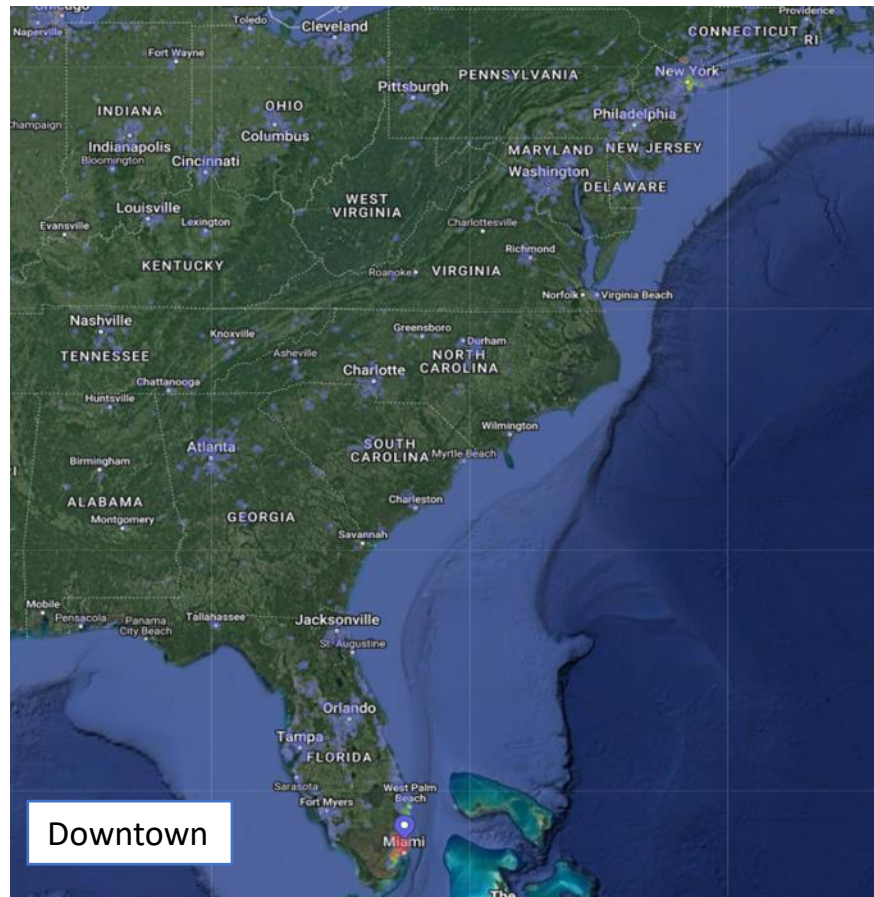 Chicago
Naperville
Toledo
Cleveland
Providence
CONNECTICUT
RI
Fort Wayne
New York
PENNSYLVANIA
Pittsburgh
INDIANA
OHIO
Philadelphia
Champaign
Columbus
Indianapolis
Bloomington
Cincinnati
MARYLAND
NEW JERSEY
Washington
DELAWARE
WEST
VIRGINIA
Louisville
Lexington
Evansville
Charlottesville
Richmond
KENTUCKY
Roanoke
VIRGINIA
Norfolk
Virginia Beach
Nashville
Knoxville
Greensboro
Durham
TENNESSEE
Asheville
NORTH
CAROLINA
Charlotte
Chattanooga
Huntsville
Wilmington
Atlanta
SOUTH
CAROLINA
Myrtle Beach
Birmingham
ALABAMA
Charleston
Montgomery
GEORGIA
Savannah
Mobile
Pensacola
Panama
City Beach
Tallahassee
Jacksonville
St. Augustine
Orlando
Tampa
FLORIDA
Sarasota
West Palm
Beach
Fort Myers
Downtown
Miami
The